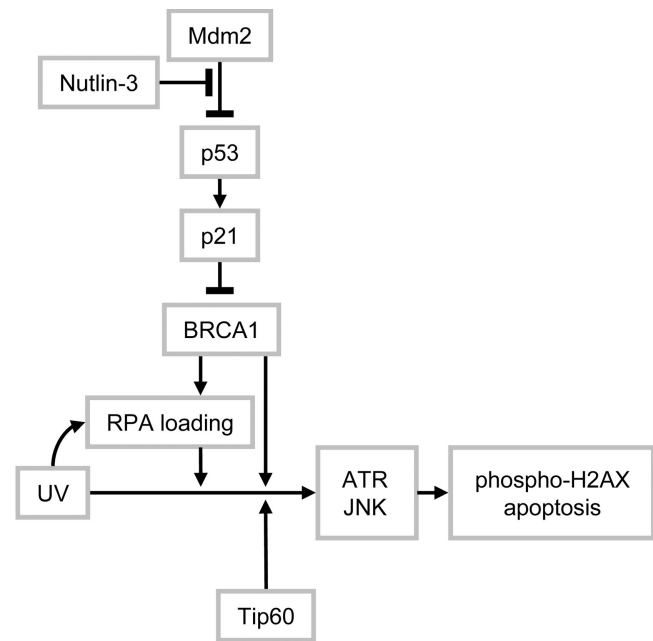 Mdm2
Nutlin-3
p53
p21
BRCA1
RPA loading
UV
ATR
JNK
phospho-H2AX
apoptosis
Tip60